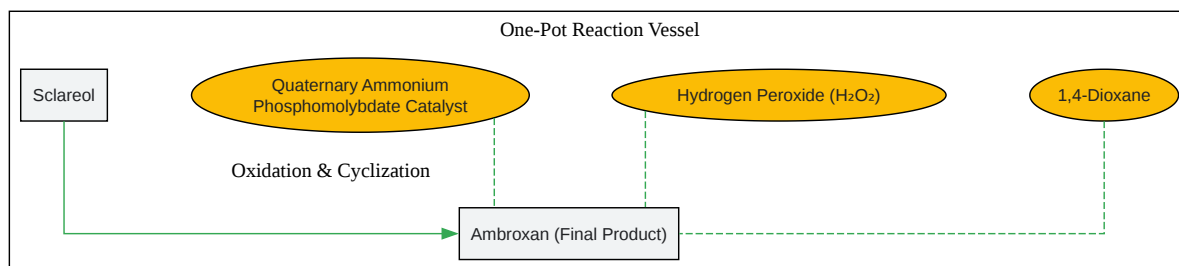 One-Pot Reaction Vessel
Sclareol
Quaternary Ammonium
Phosphomolybdate Catalyst
Hydrogen Peroxide (H₂O₂)
1,4-Dioxane
Oxidation & Cyclization
Ambroxan (Final Product)